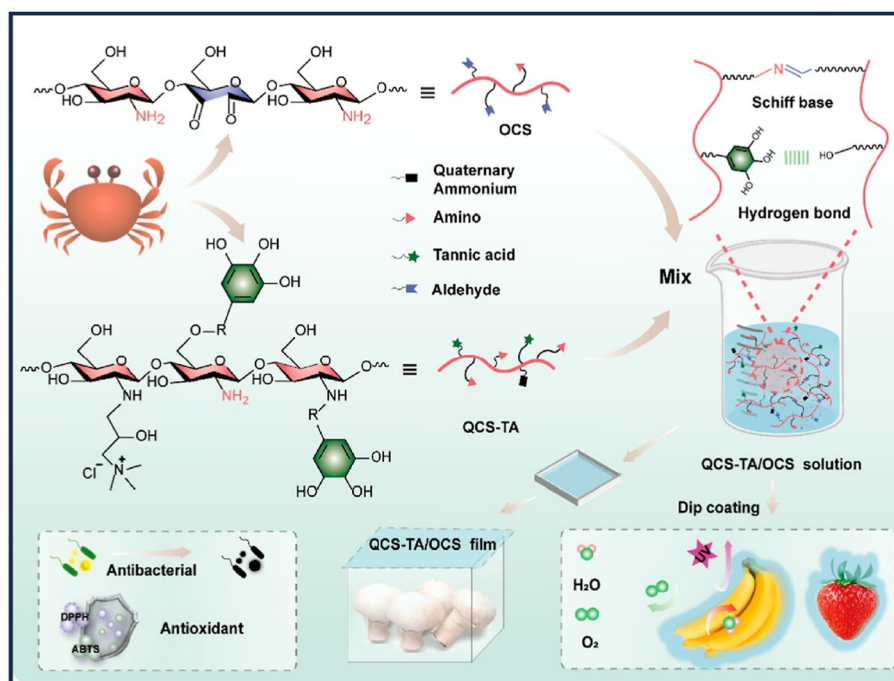 OH
OH
OH
O
O
O
O
O
HO
NH2
O
O
HO
NH2
≡
OCS
N
Schiff base
OH
OH
HO
HO
Hydrogen bond
Quaternary
Ammonium
Amino
Tannic acid
Aldehyde
Mix
HO
OH
OH
R
OH
O
OH
O
O
O
O
O
O
HO
NH
HO
NH2
HO
NH
≡
QCS-TA
R
OH
Cl−
N+
OH
HO
OH
QCS-TA/OCS solution
Dip coating
QCS-TA/OCS film
Antibacterial
DPPH
ABTS
Antioxidant
H₂O
O₂
UV